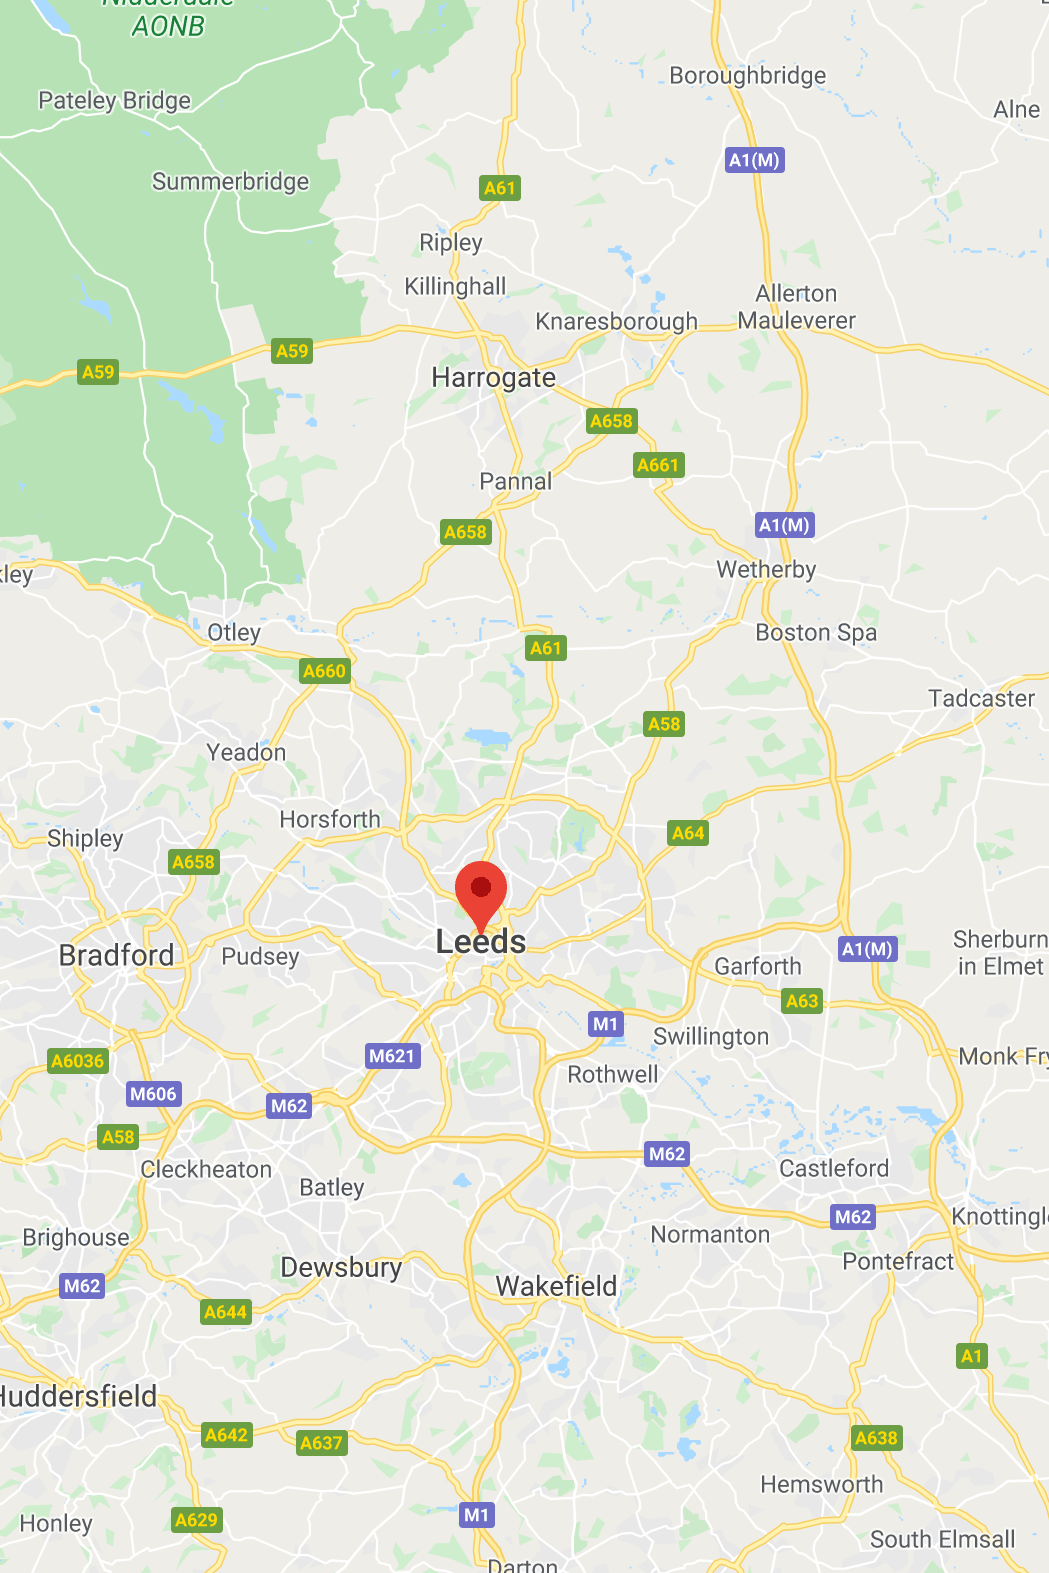 Nidderdale
AONB
Boroughbridge
Pateley Bridge
Alne
A1(M)
Summerbridge
A61
Ripley
Killinghall
Allerton
Mauleverer
Knaresborough
A59
A59
Harrogate
A658
A661
Pannal
A1(M)
A658
Wetherby
kley
Otley
Boston Spa
A61
A660
Tadcaster
A58
Yeadon
Horsforth
A64
Shipley
A658
Leeds
Sherburn
in Elmet
A1(M)
Bradford
Pudsey
Garforth
A63
M1
Swillington
M621
Monk Fry
A6036
Rothwell
M606
M62
A58
M62
Cleckheaton
Castleford
Batley
M62
Knottingl
Brighouse
Normanton
Pontefract
Dewsbury
Wakefield
M62
A644
A1
Huddersfield
A642
A637
A638
Hemsworth
M1
A629
Honley
South Elmsall
Darton